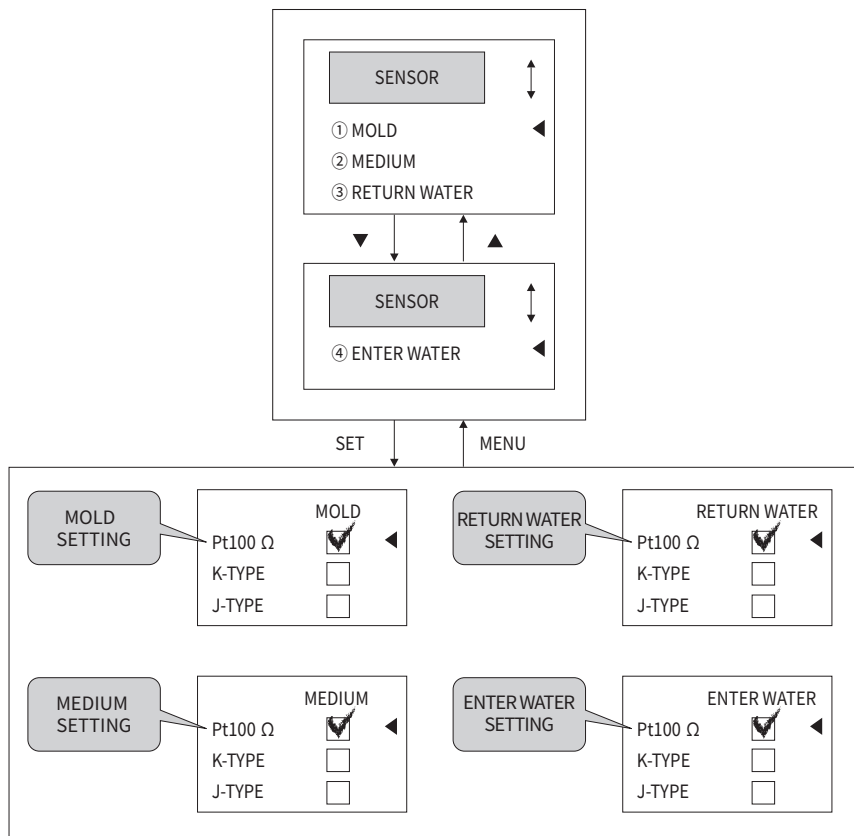 SENSOR
① MOLD
② MEDIUM
③ RETURN WATER
▼ ▲
SENSOR
④ ENTER WATER
SET MENU
MOLD
SETTING
MOLD
Pt100 Ω
K-TYPE
J-TYPE
RETURN WATER
SETTING
RETURN WATER
Pt100 Ω
K-TYPE
J-TYPE
MEDIUM
SETTING
MEDIUM
Pt100 Ω
K-TYPE
J-TYPE
ENTER WATER
SETTING
ENTER WATER
Pt100 Ω
K-TYPE
J-TYPE